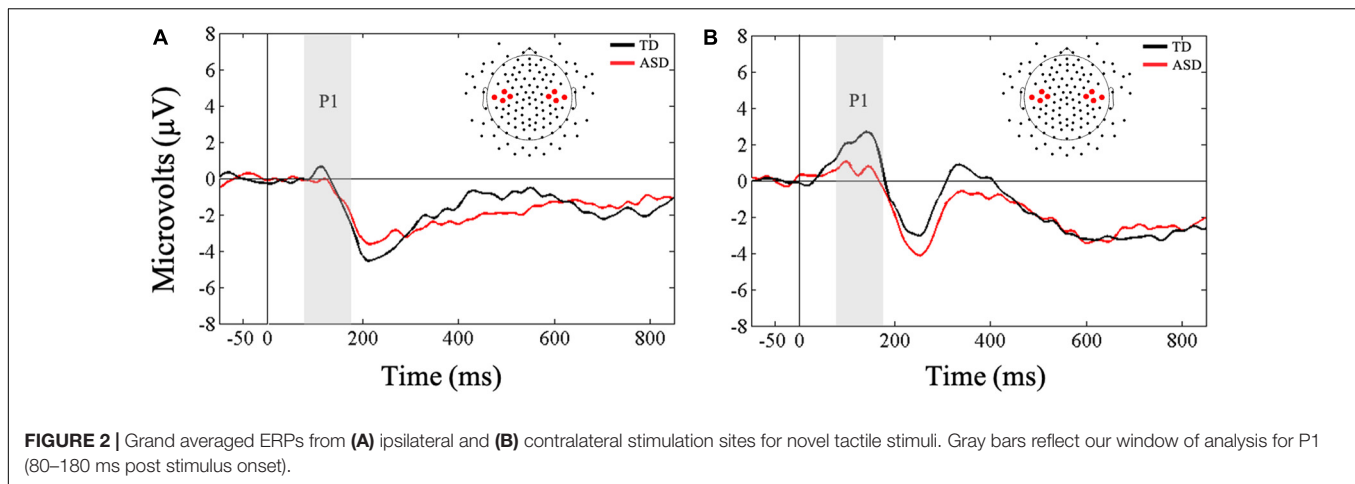 A
B
8
6
4
2
0
-2
-4
-6
-8
Microvolts (µV)
P1
TD
ASD
-50 0 200 400 600 800
Time (ms)
8
6
4
2
0
-2
-4
-6
-8
P1
TD
ASD
-50 0 200 400 600 800
Time (ms)
FIGURE 2 | Grand averaged ERPs from (A) ipsilateral and (B) contralateral stimulation sites for novel tactile stimuli. Gray bars reflect our window of analysis for P1
(80–180 ms post stimulus onset).